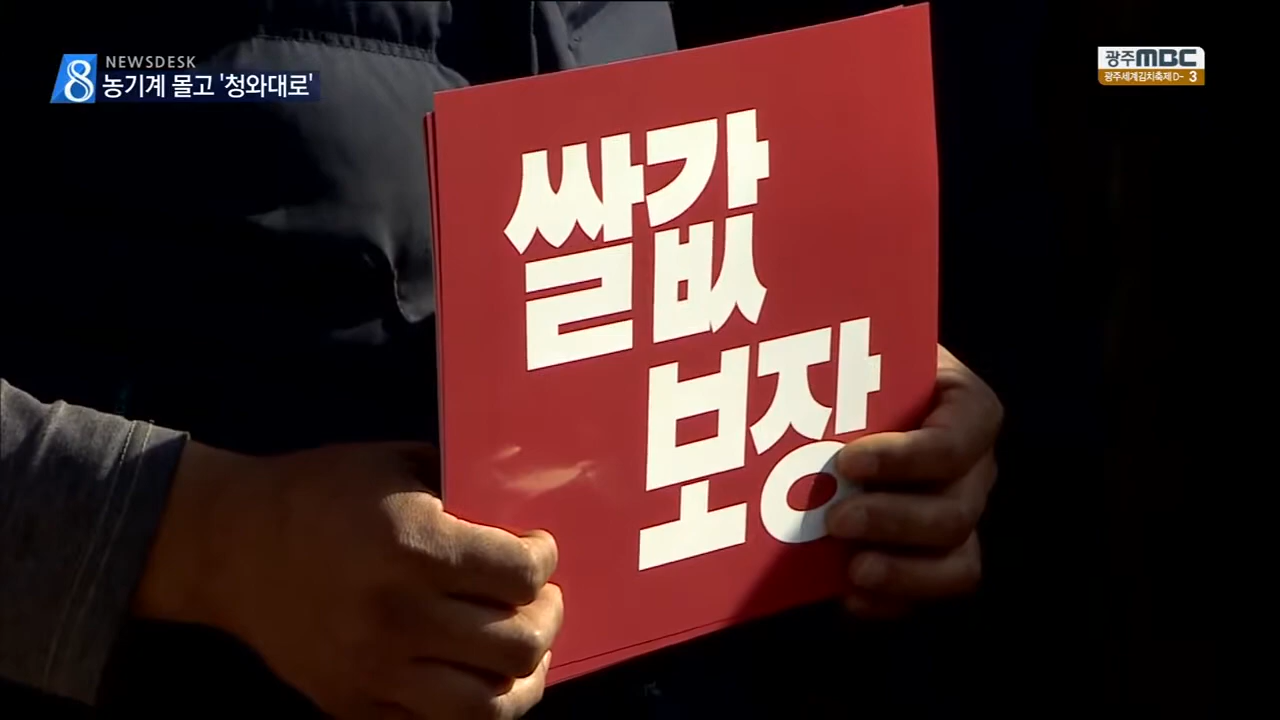 8 NEWSDESK
농기계 몰고 '청와대로'
광주MBC
광주세계김치축제 D- 3
쌀값
보장